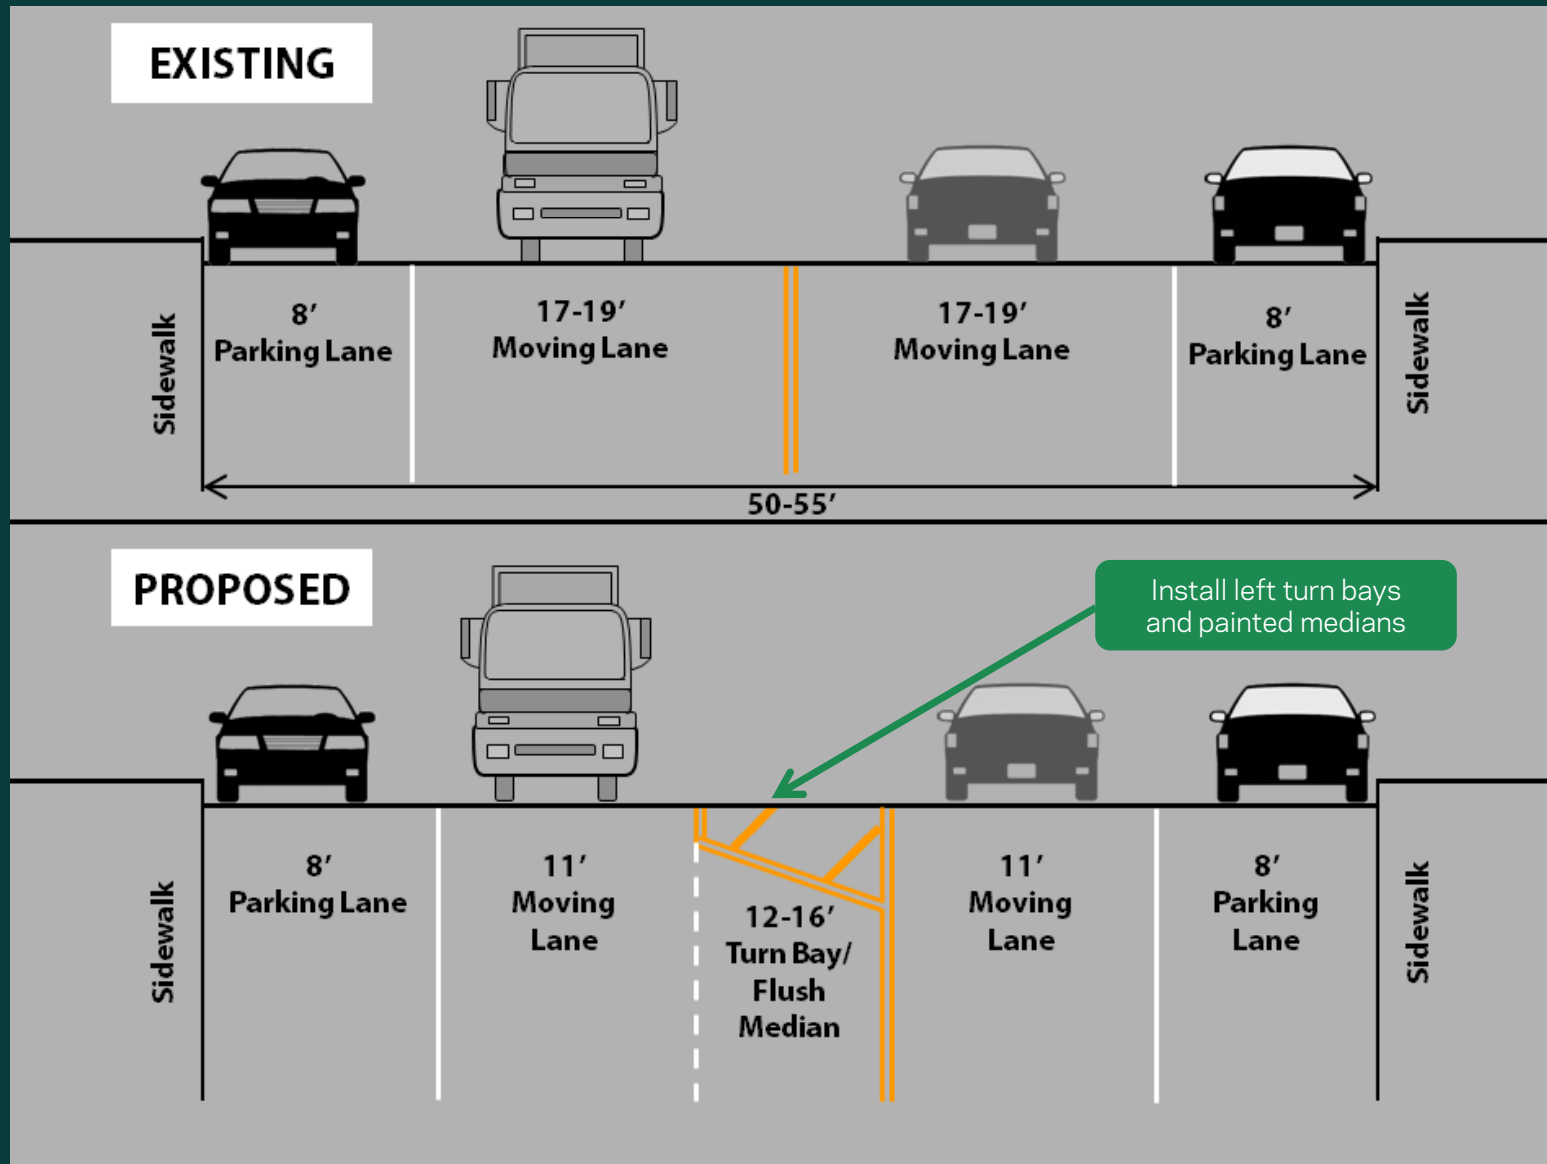 EXISTING
8’
Parking Lane
17-19’
Moving Lane
17-19’
Moving Lane
8’
Parking Lane
Sidewalk
Sidewalk
50-55’
PROPOSED
Install left turn bays
and painted medians
8’
Parking Lane
11’
Moving
Lane
12-16’
Turn Bay/
Flush
Median
11’
Moving
Lane
8’
Parking
Lane
Sidewalk
Sidewalk